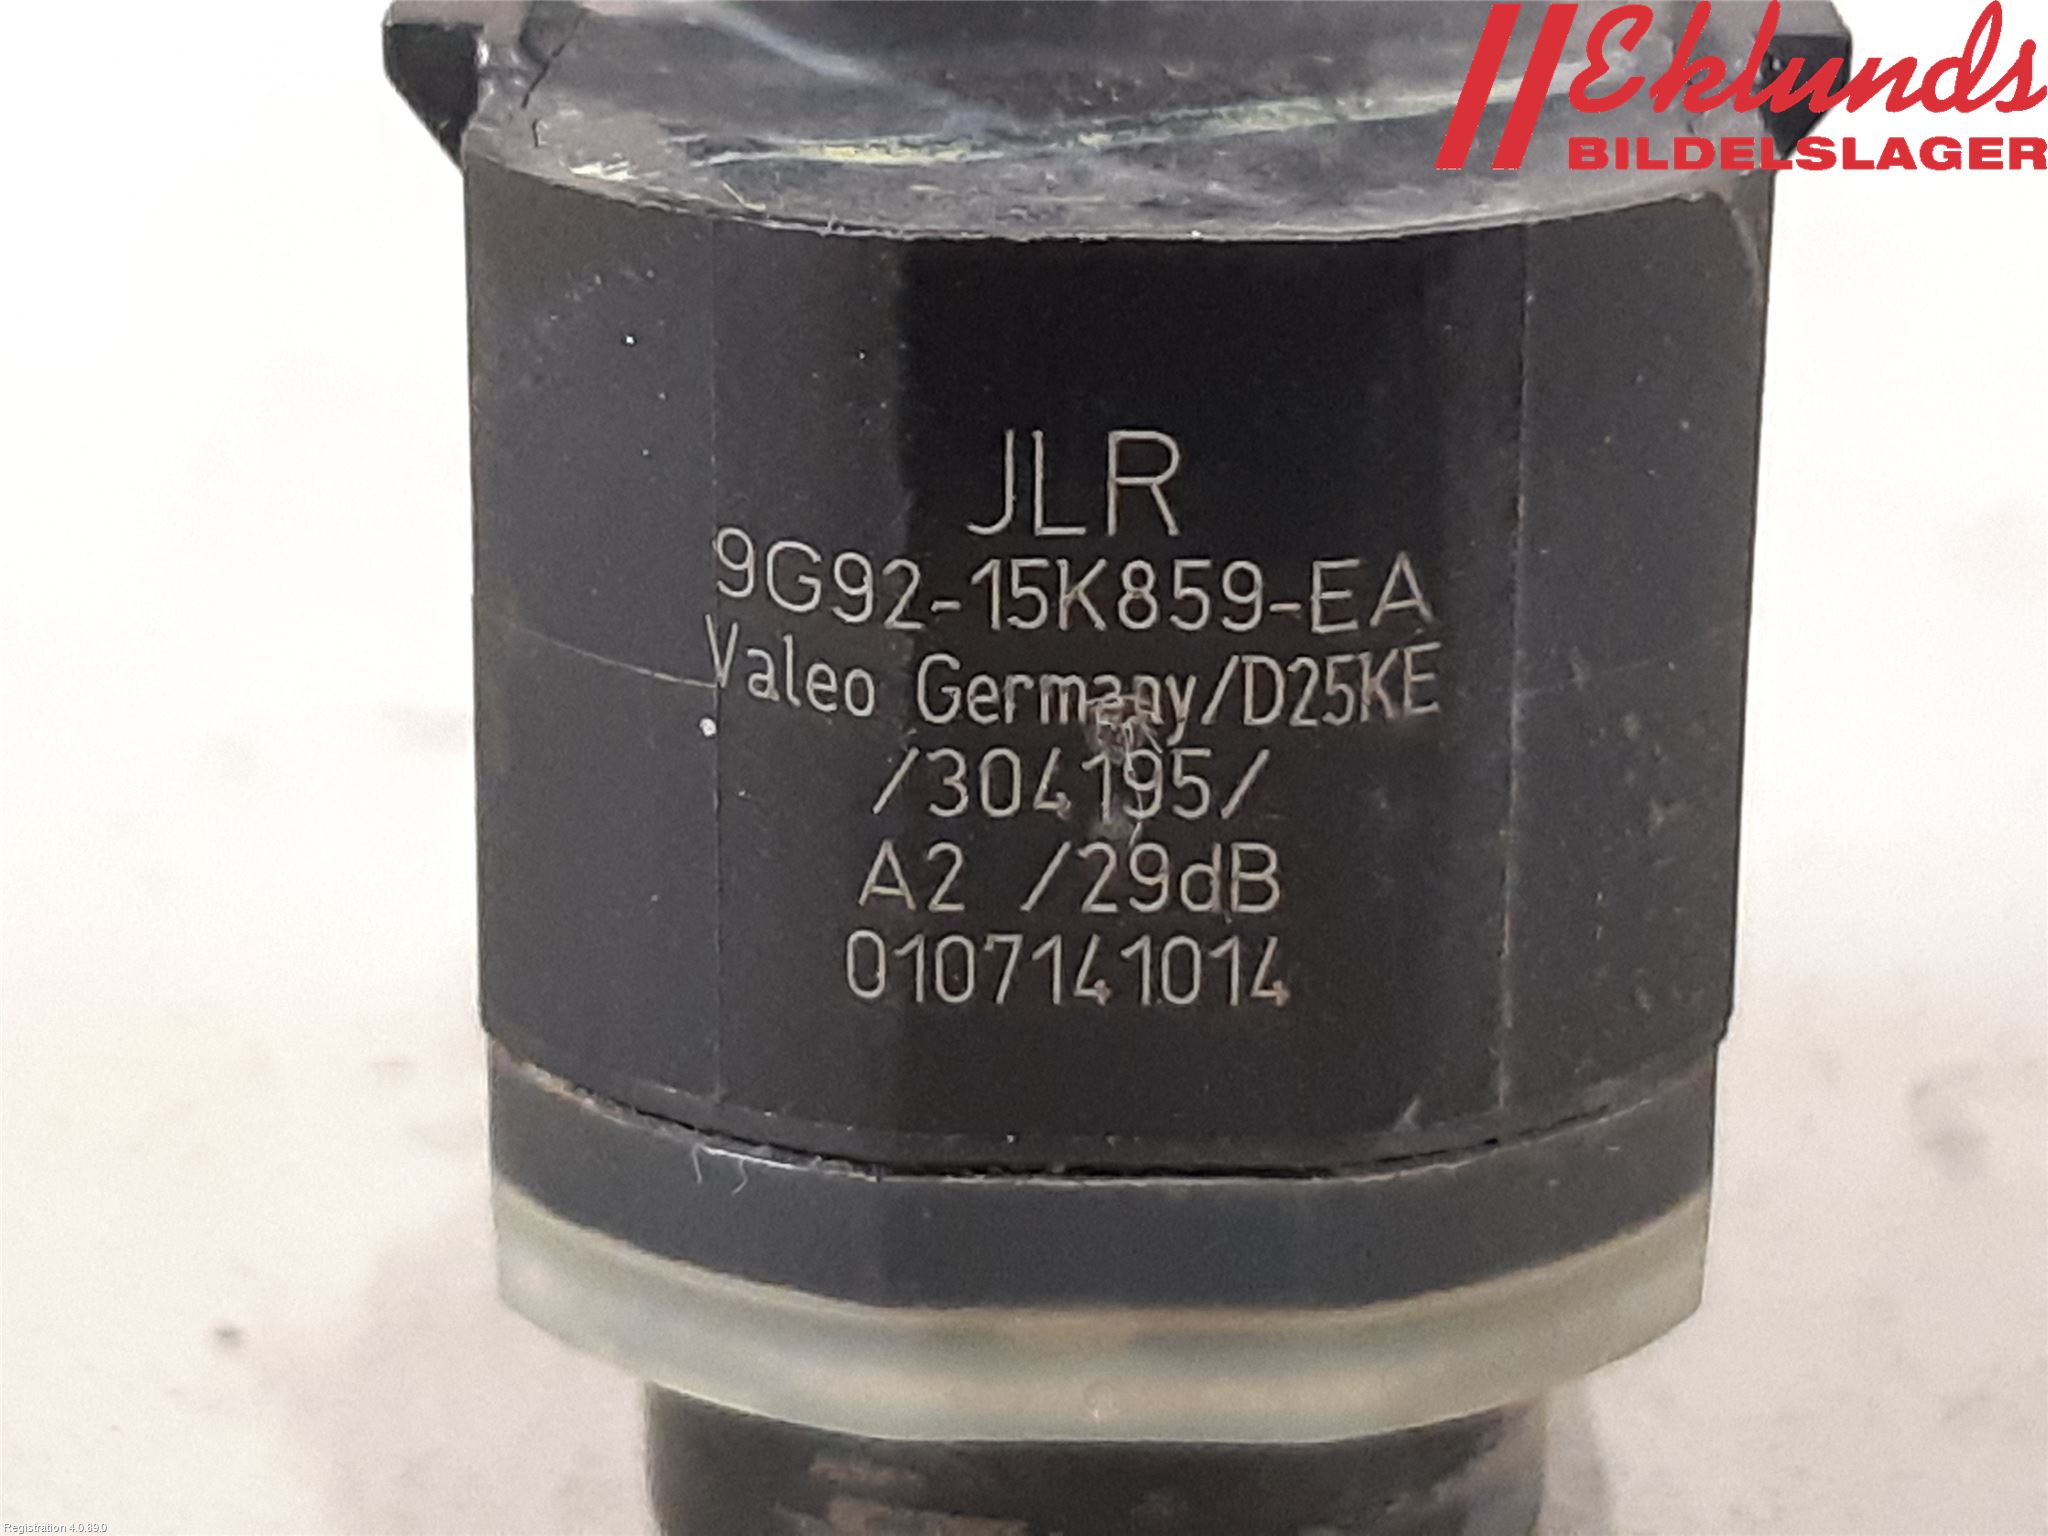 Eklunds
BILDELSLAGER
JLR
9G92-15K859-EA
Valeo Germany/D25KE
/304195/
A2 /29dB
0107141014
Registration 4.0.89.0